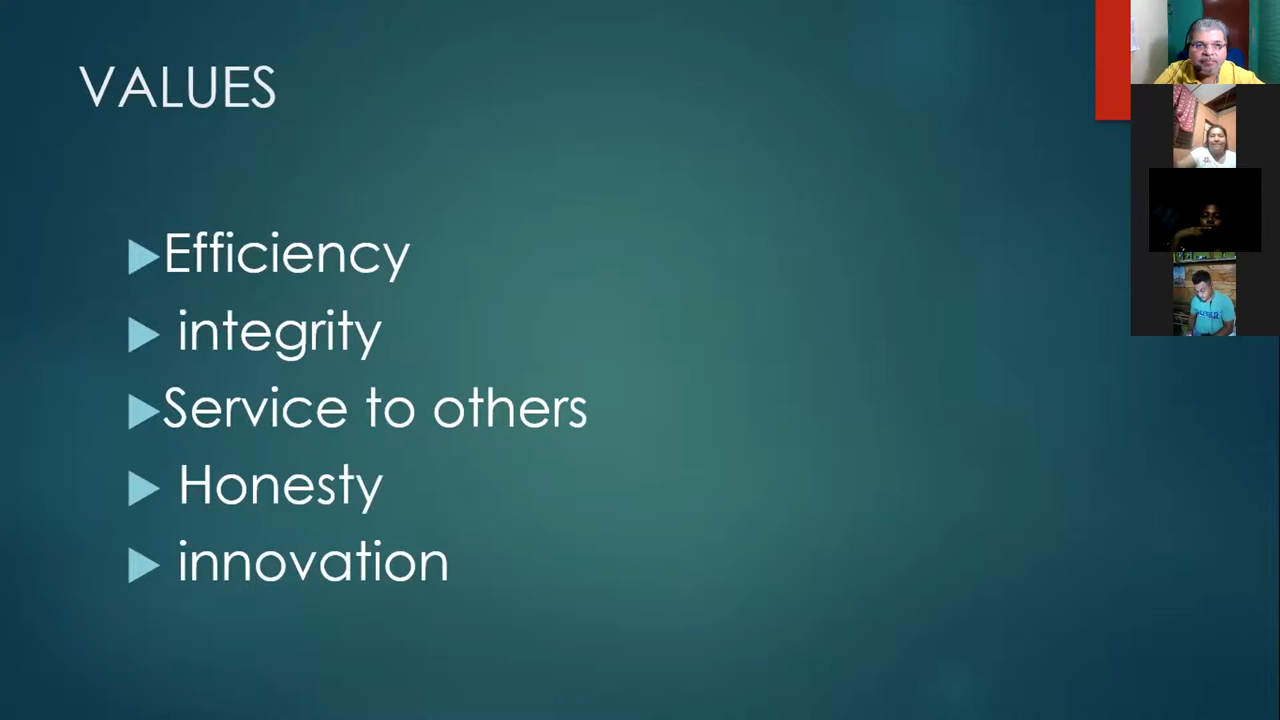 VALUES
Efficiency
integrity
Service to others
Honesty
innovation